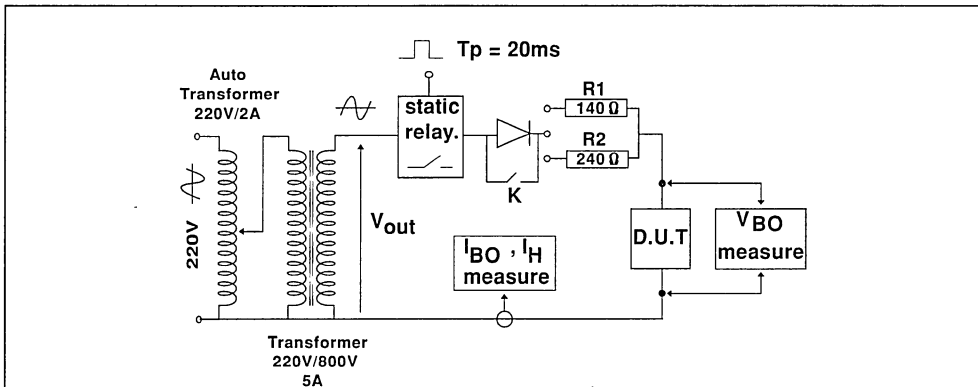 Tp = 20ms
Auto
Transformer
220V/2A
static
relay.
R1
140 Ω
R2
240 Ω
K
220V
Vout
IBO , IH
measure
D.U.T
VBO
measure
Transformer
220V/800V
5A